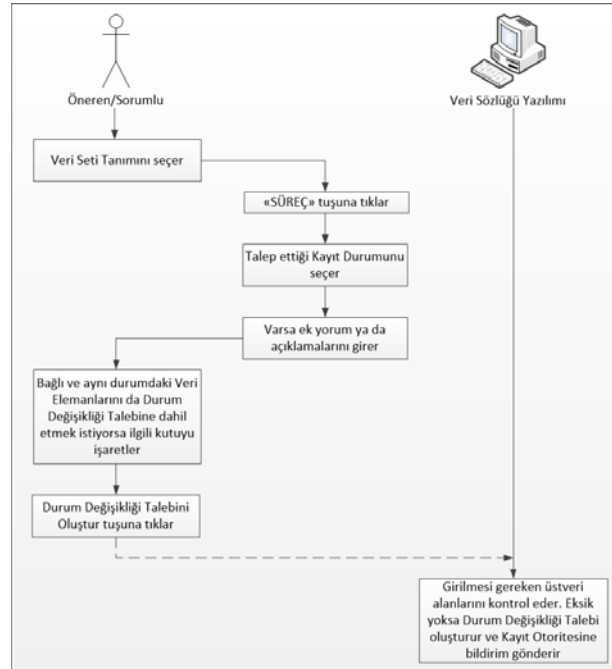 Öneren/Sorumlu
Veri Sözlüğü Yazılımı
Veri Seti Tanımını seçer
«SÜREÇ» tuşuna tıklar
Talep ettiği Kayıt Durumunu
seçer
Varsa ek yorum ya da
açıklamalarını girer
Bağlı ve aynı durumdaki Veri
Elemanlarını da Durum
Değişikliği Talebine dahil
etmek istiyorsa ilgili kutuyu
işaretler
Durum Değişikliği Talebini
Oluştur tuşuna tıklar
Girilmesi gereken üstveri
alanlarını kontrol eder. Eksik
yoksa Durum Değişikliği Talebi
oluşturur ve Kayıt Otoritesine
bildirim gönderir